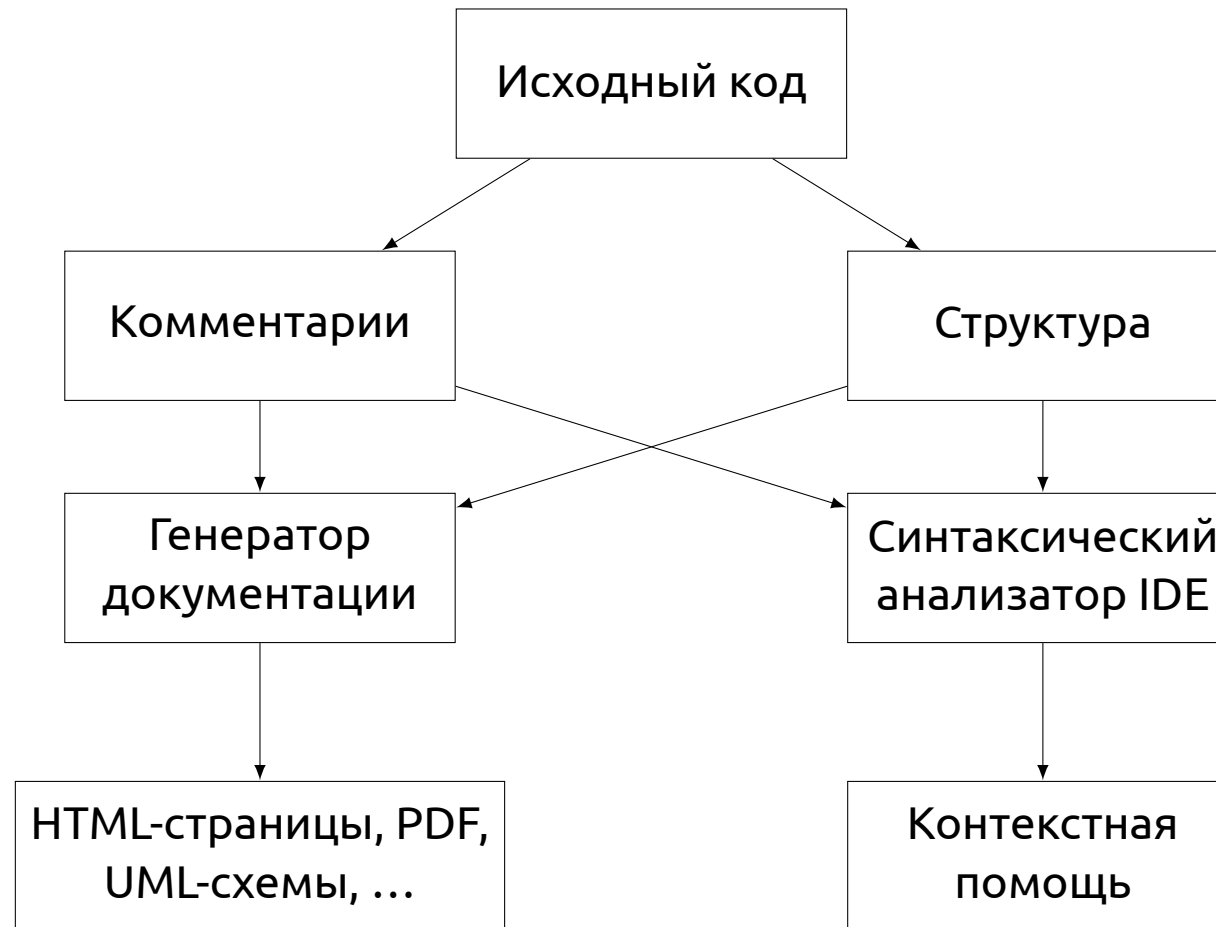 Исходный код
Комментарии
Структура
Генератор
документации
Синтаксический
анализатор IDE
HTML-страницы, PDF,
UML-схемы, …
Контекстная
помощь